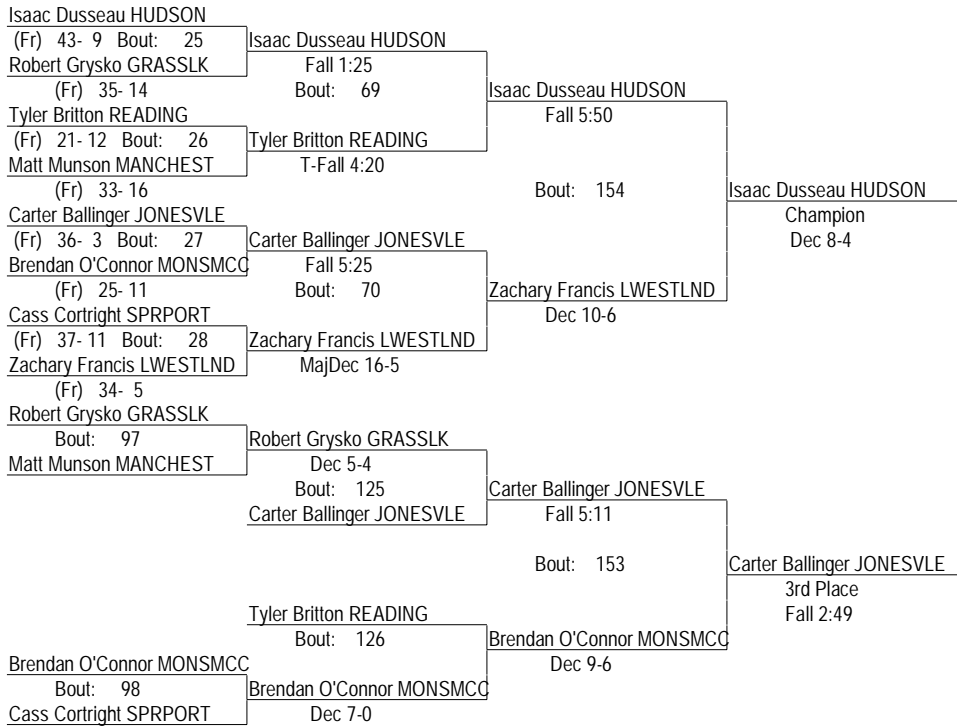 Isaac Dusseau HUDSON
(Fr) 43- 9 Bout: 25 Isaac Dusseau HUDSON
Robert Grysko GRASSLK Fall 1:25
(Fr) 35- 14 Bout: 69 Isaac Dusseau HUDSON
Tyler Britton READING Fall 5:50
(Fr) 21- 12 Bout: 26 Tyler Britton READING
Matt Munson MANCHEST T-Fall 4:20
(Fr) 33- 16 Bout: 154 Isaac Dusseau HUDSON
Carter Ballinger JONESVLE Champion
(Fr) 36- 3 Bout: 27 Carter Ballinger JONESVLE Dec 8-4
Brendan O'Connor MONSMCC Fall 5:25
(Fr) 25- 11 Bout: 70 Zachary Francis LWESTLND
Cass Cortright SPRPORT Dec 10-6
(Fr) 37- 11 Bout: 28 Zachary Francis LWESTLND
Zachary Francis LWESTLND MajDec 16-5
(Fr) 34- 5
Robert Grysko GRASSLK
Bout: 97 Robert Grysko GRASSLK
Matt Munson MANCHEST Dec 5-4
Bout: 125 Carter Ballinger JONESVLE
Carter Ballinger JONESVLE Fall 5:11
Bout: 153 Carter Ballinger JONESVLE
3rd Place
Tyler Britton READING Fall 2:49
Bout: 126 Brendan O'Connor MONSMCC
Brendan O'Connor MONSMCC Dec 9-6
Bout: 98 Brendan O'Connor MONSMCC
Cass Cortright SPRPORT Dec 7-0